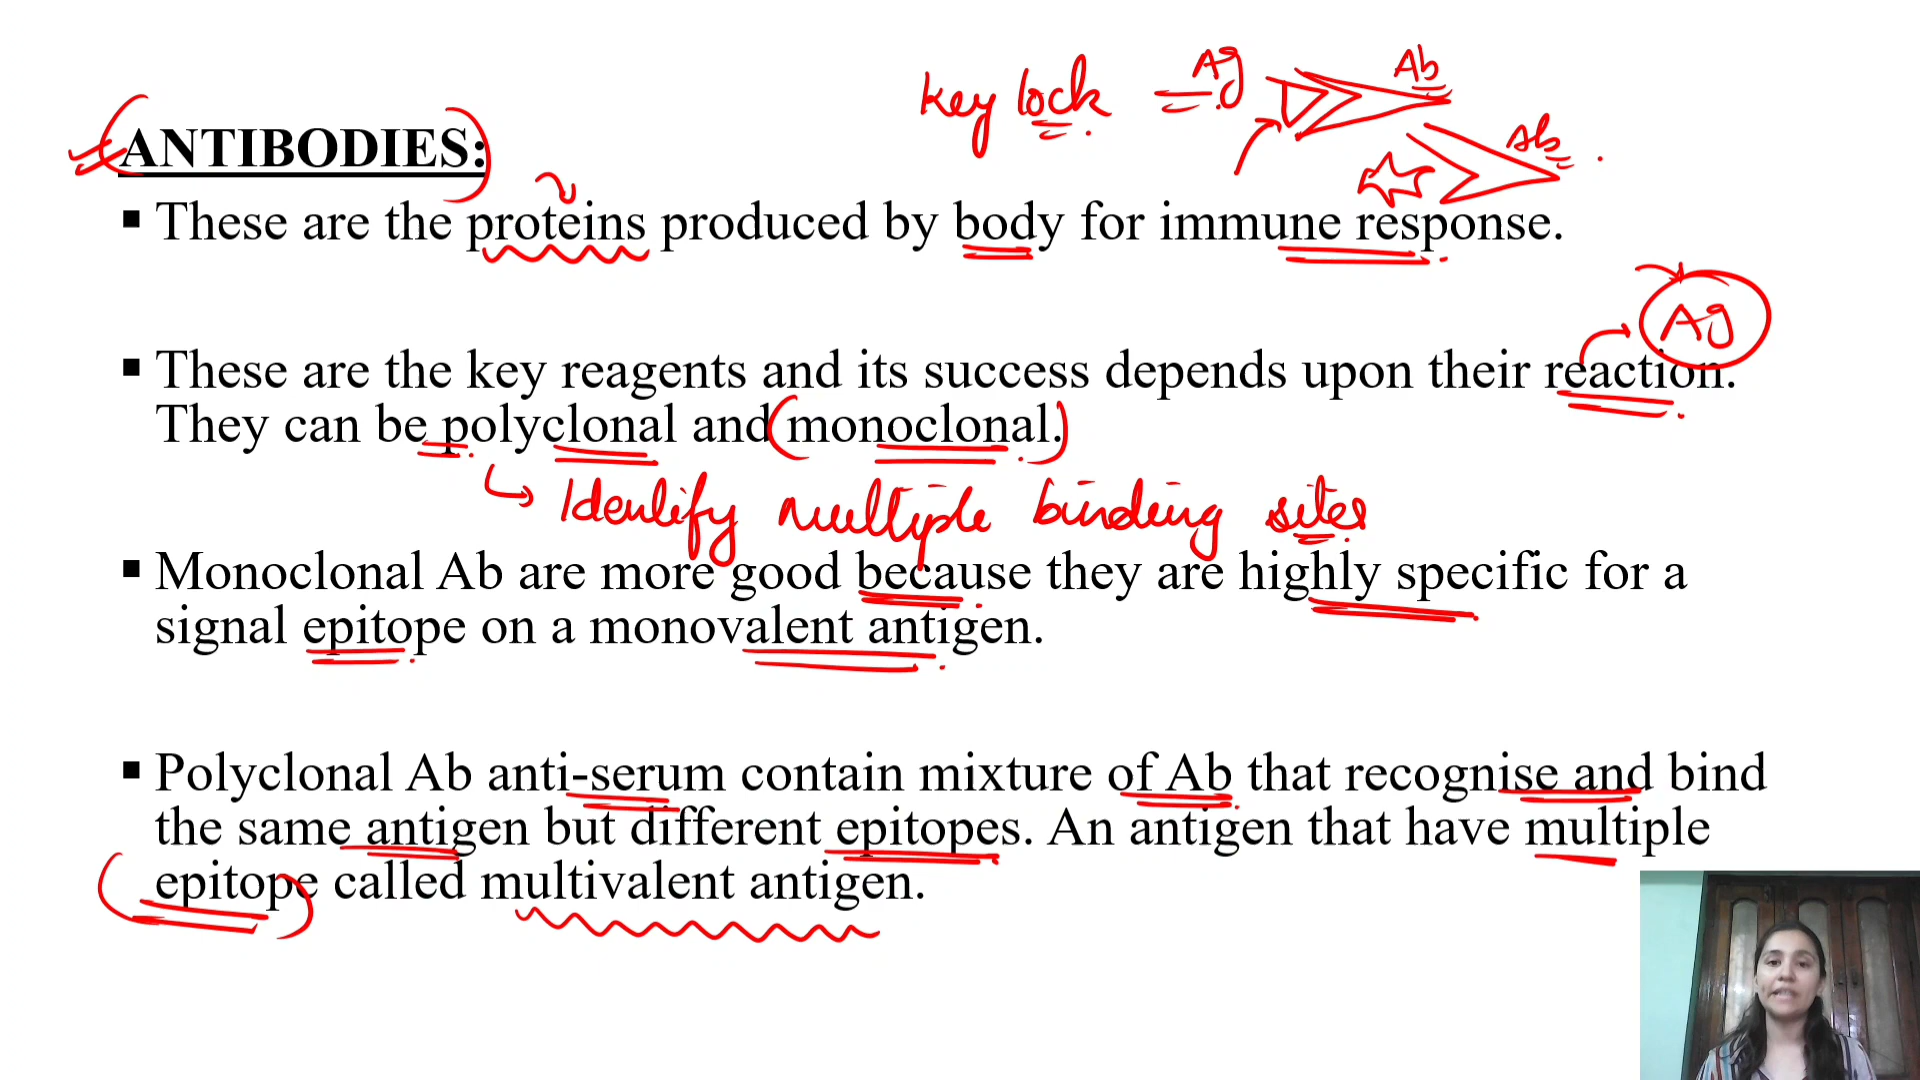 key lock = Ag
Ab
Ab
ANTIBODIES:
▪ These are the proteins produced by body for immune response.
Ag
▪ These are the key reagents and its success depends upon their reaction.
They can be polyclonal and (monoclonal.)
Identify multiple binding sites
▪ Monoclonal Ab are more good because they are highly specific for a
signal epitope on a monovalent antigen.
▪ Polyclonal Ab anti-serum contain mixture of Ab that recognise and bind
the same antigen but different epitopes. An antigen that have multiple
epitope called multivalent antigen.